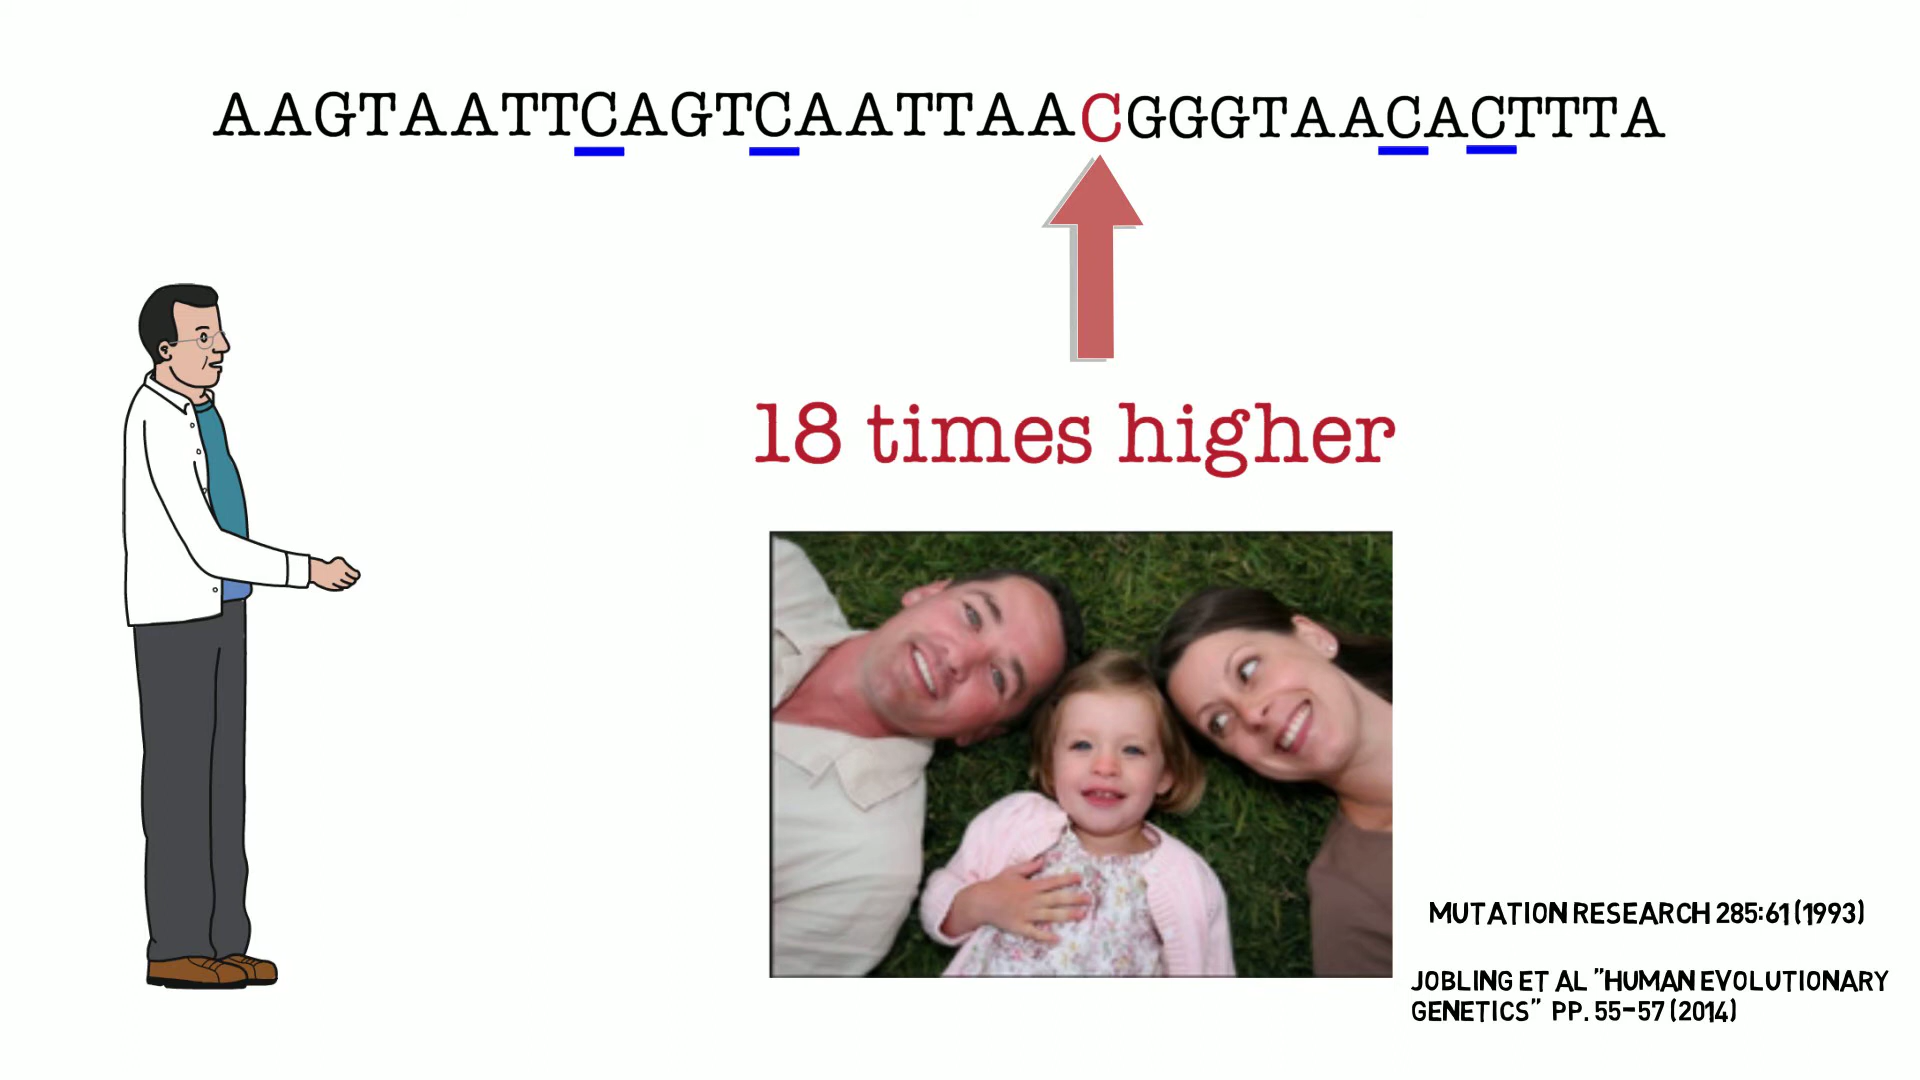 AAGTAATTCAGTCAATTAACGGGTAACACTTTA
18 times higher
MUTATION RESEARCH 285:61 (1993)
JOBLING ET AL "HUMAN EVOLUTIONARY
GENETICS" PP. 55-57 (2014)